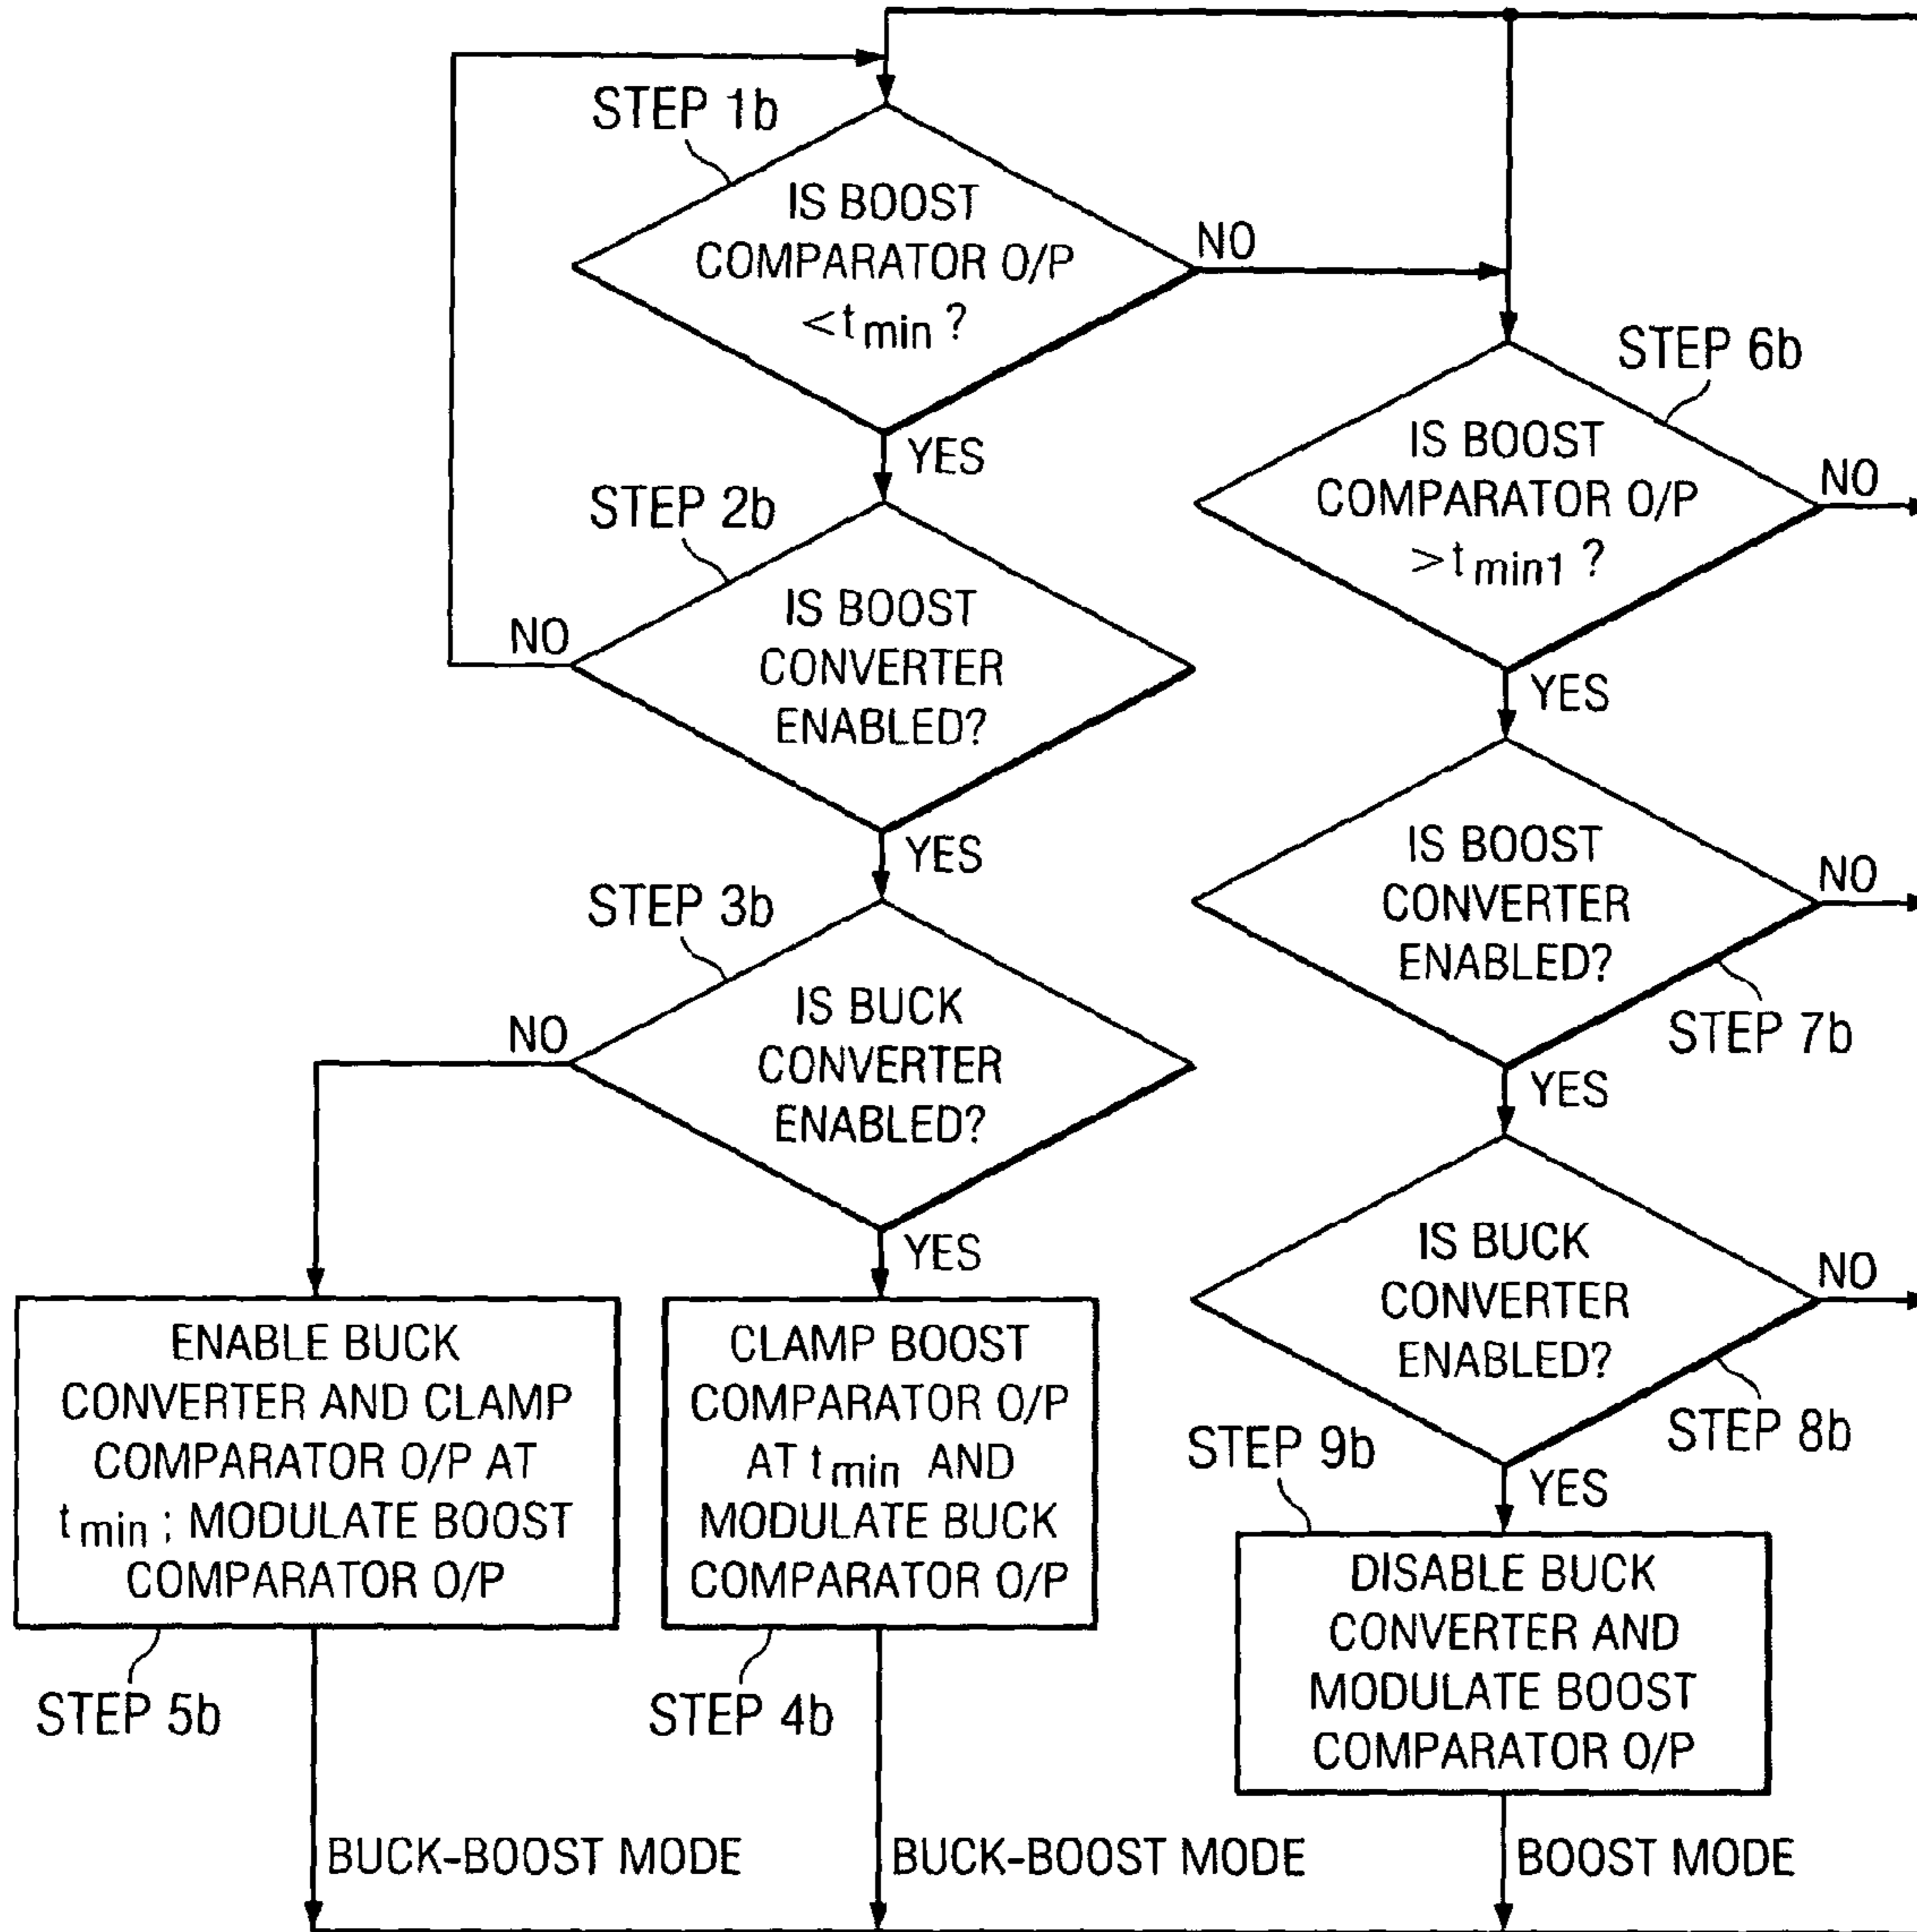 STEP 1b
IS BOOST
COMPARATOR O/P
<tmin ?
NO
YES
STEP 2b
IS BOOST
CONVERTER
ENABLED?
NO
YES
STEP 3b
IS BUCK
CONVERTER
ENABLED?
NO
YES
ENABLE BUCK
CONVERTER AND CLAMP
COMPARATOR O/P AT
tmin ; MODULATE BOOST
COMPARATOR O/P
STEP 5b
BUCK-BOOST MODE
CLAMP BOOST
COMPARATOR O/P
AT tmin AND
MODULATE BUCK
COMPARATOR O/P
STEP 4b
BUCK-BOOST MODE
STEP 6b
IS BOOST
COMPARATOR O/P
>tmin1 ?
NO
YES
IS BOOST
CONVERTER
ENABLED?
NO
STEP 7b
YES
IS BUCK
CONVERTER
ENABLED?
NO
STEP 8b
YES
STEP 9b
DISABLE BUCK
CONVERTER AND
MODULATE BOOST
COMPARATOR O/P
BOOST MODE